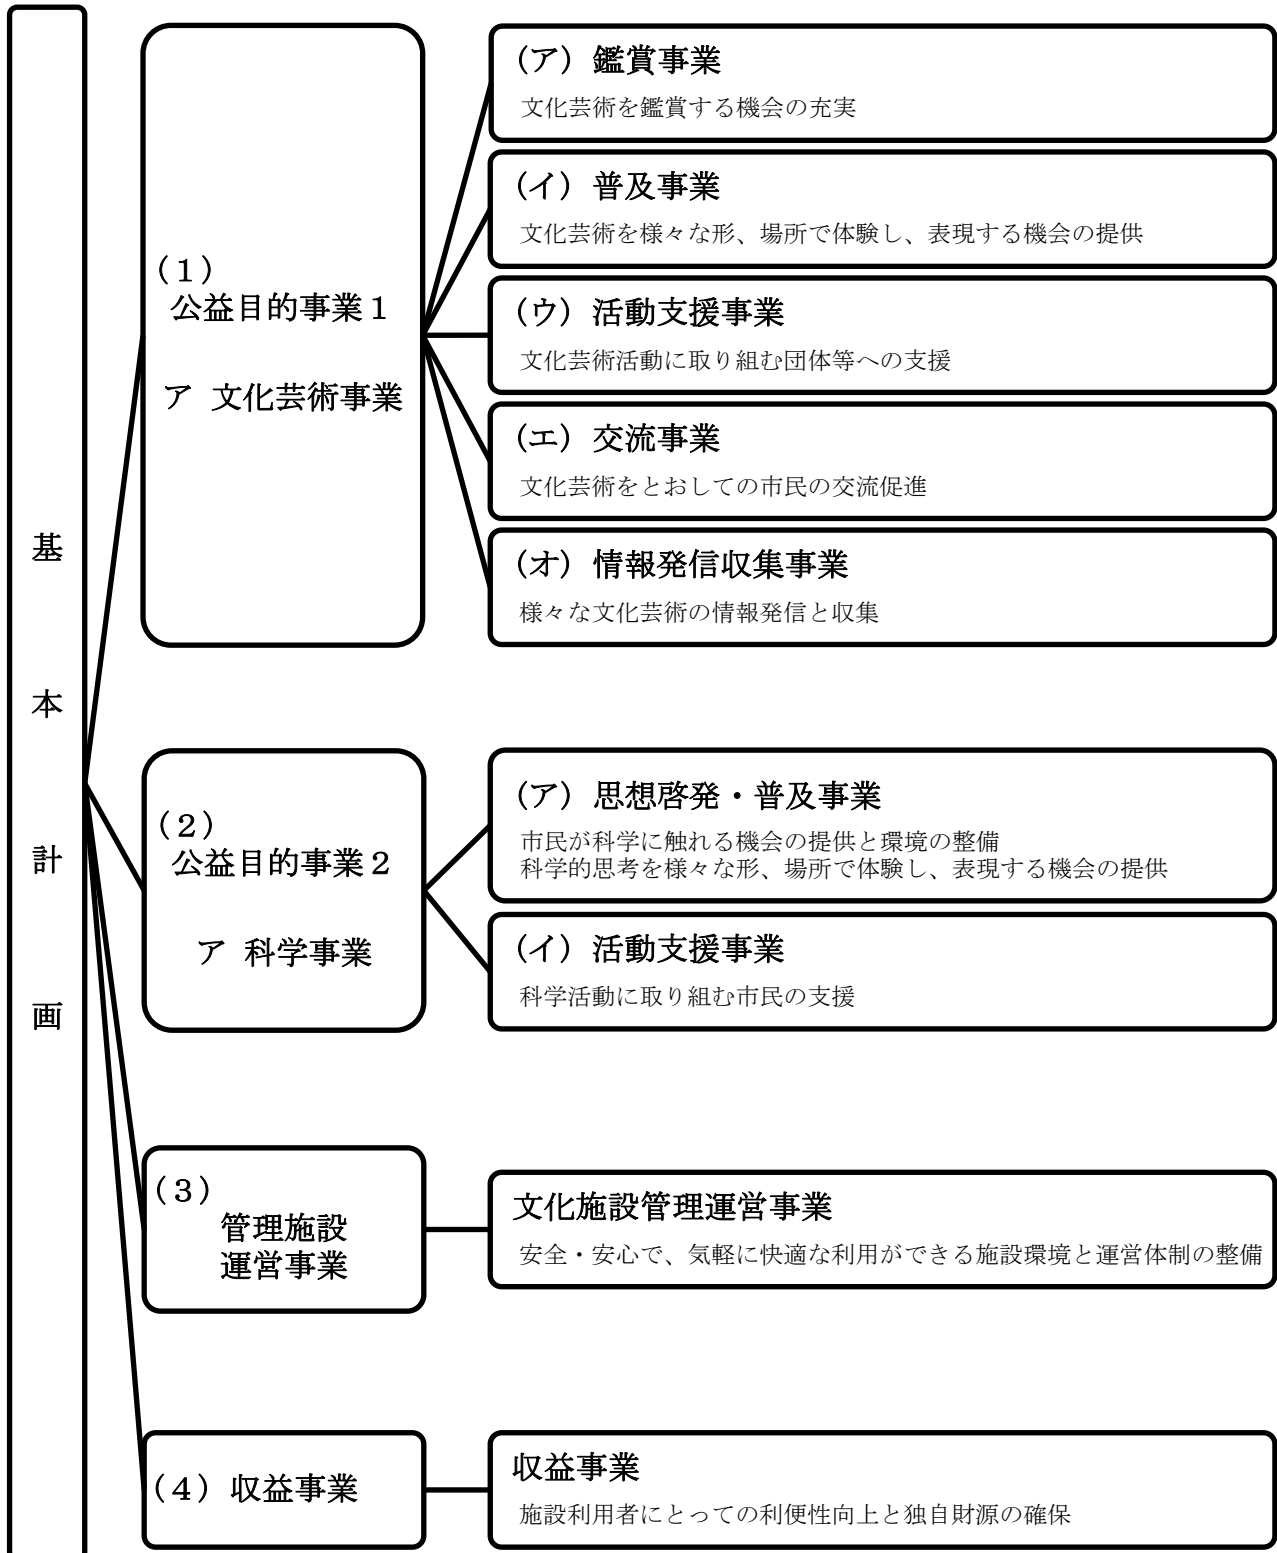 基本計画
（１）
公益目的事業１
ア 文化芸術事業
（ア）鑑賞事業
文化芸術を鑑賞する機会の充実
（イ）普及事業
文化芸術を様々な形、場所で体験し、表現する機会の提供
（ウ）活動支援事業
文化芸術活動に取り組む団体等への支援
（エ）交流事業
文化芸術をとおしての市民の交流促進
（オ）情報発信収集事業
様々な文化芸術の情報発信と収集
（２）
公益目的事業２
ア 科学事業
（ア）思想啓発・普及事業
市民が科学に触れる機会の提供と環境の整備
科学的思考を様々な形、場所で体験し、表現する機会の提供
（イ）活動支援事業
科学活動に取り組む市民の支援
（３）
管理施設
運営事業
文化施設管理運営事業
安全・安心で、気軽に快適な利用ができる施設環境と運営体制の整備
（４）収益事業
収益事業
施設利用者にとっての利便性向上と独自財源の確保